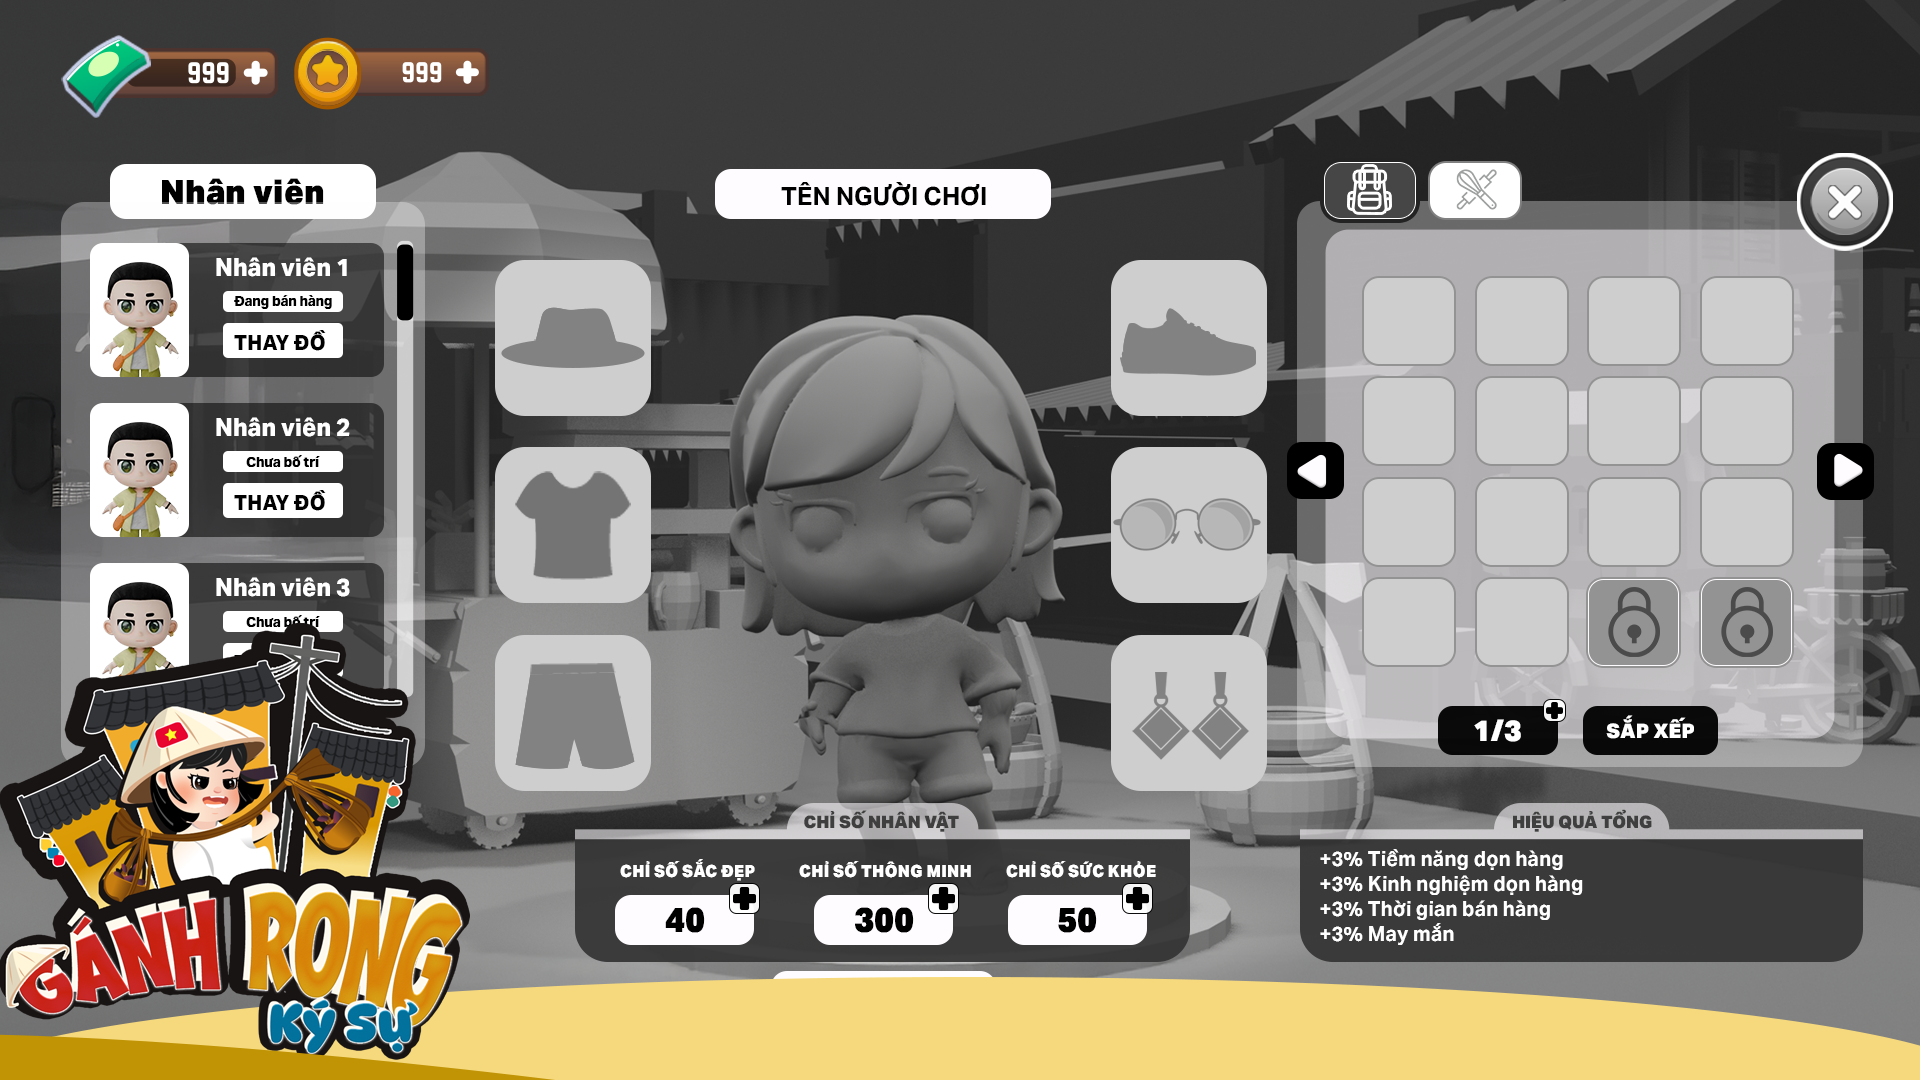 999
999
Nhân viên
TÊN NGƯỜI CHƠI
Nhân viên 1
Đang bán hàng
THAY ĐỒ
Nhân viên 2
Chưa bố trí
THAY ĐỒ
Nhân viên 3
Chưa bố trí
1/3
SẮP XẾP
CHỈ SỐ NHÂN VẬT
CHỈ SỐ SẮC ĐẸP
CHỈ SỐ THÔNG MINH
CHỈ SỐ SỨC KHỎE
40
300
50
HIỆU QUẢ TỔNG
+3% Tiềm năng dọn hàng
+3% Kinh nghiệm dọn hàng
+3% Thời gian bán hàng
+3% May mắn
GÁNH RONG
Ký Sự